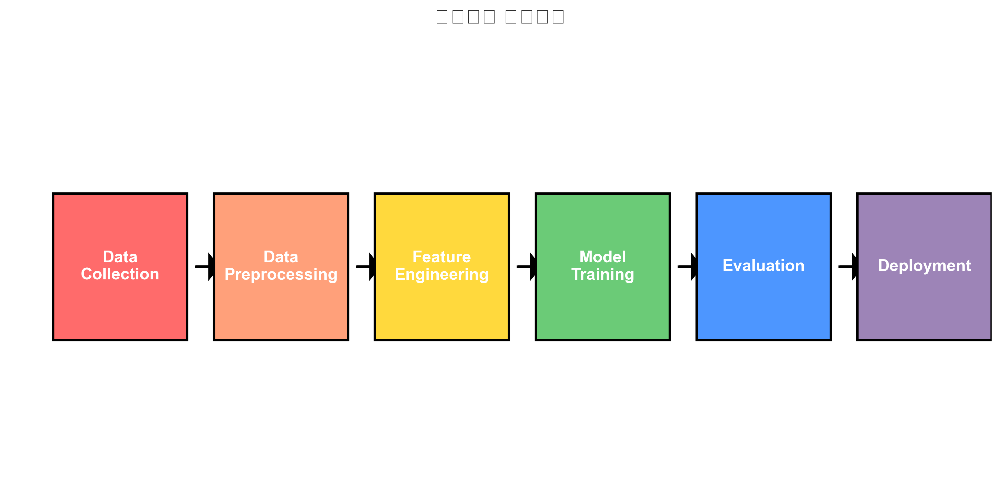 Data
Collection
Data
Preprocessing
Feature
Engineering
Model
Training
Evaluation
Deployment